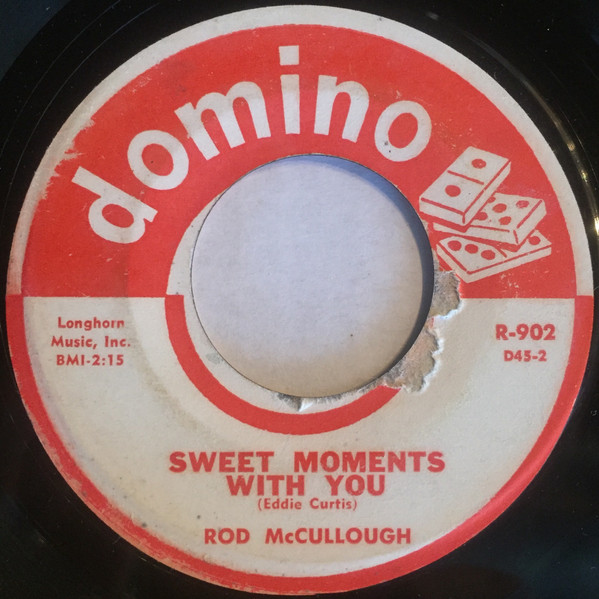 domino
Longhorn
Music, Inc.
BMI-2:15
R-902
D45-2
SWEET MOMENTS
WITH YOU
(Eddie Curtis)
ROD McCULLOUGH